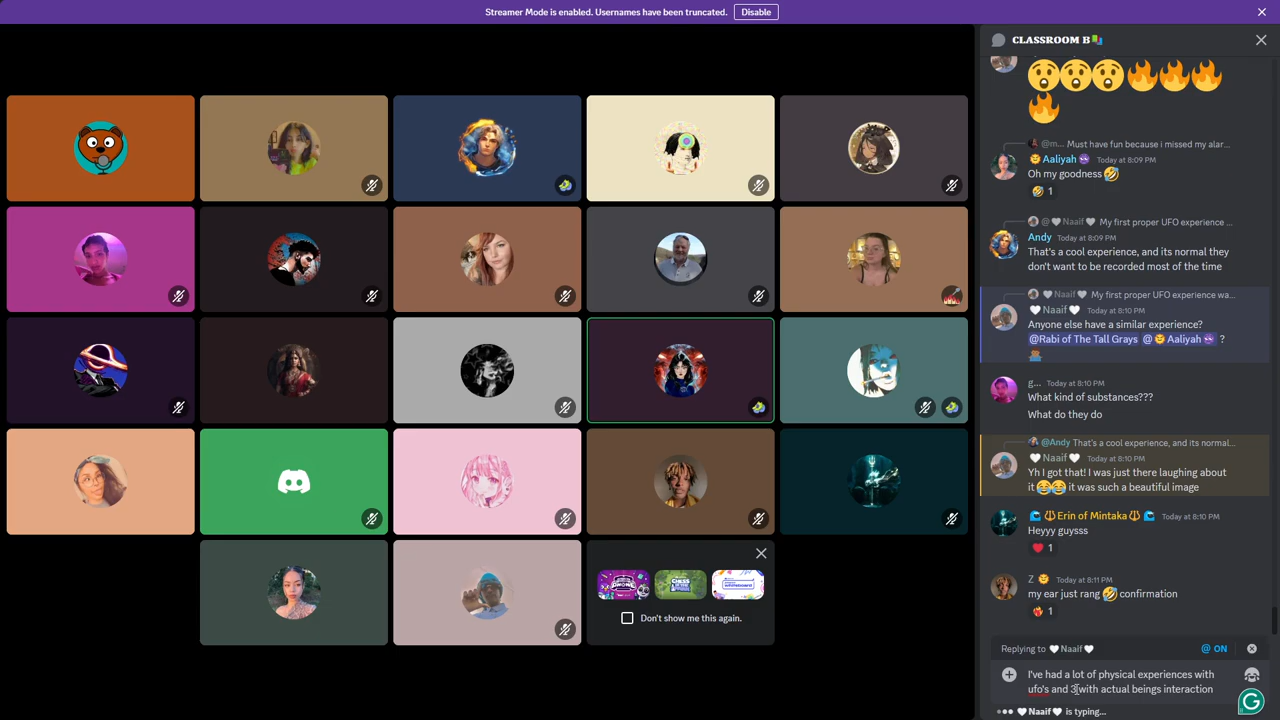 Streamer Mode is enabled. Usernames have been truncated. Disable
CLASSROOM B
@m... Must have fun because i missed my alar...
Aaliyah Today at 8:09 PM
Oh my goodness 🤣
🤣 1
@🤍Naaif🤍 My first proper UFO experience ...
Andy Today at 8:09 PM
That's a cool experience, and its normal they
don't want to be recorded most of the time
🤍Naaif🤍 My first proper UFO experience wa...
🤍Naaif🤍 Today at 8:10 PM
Anyone else have a similar experience?
@Rabi of The Tall Grays @🌞Aaliyah ?
g... Today at 8:10 PM
What kind of substances???
What do they do
@Andy That's a cool experience, and its normal...
🤍Naaif🤍 Today at 8:10 PM
Yh I got that! I was just there laughing about
it😂😂 it was such a beautiful image
🌊🔱Erin of Mintaka🔱🌊 Today at 8:10 PM
Heyyy guysss
❤️ 1
Z 🌞 Today at 8:11 PM
my ear just rang 🤣 confirmation
1
Don't show me this again.
Replying to 🤍Naaif🤍 @ ON
I've had a lot of physical experiences with
ufo's and 3 with actual beings interaction
🤍Naaif🤍 is typing...